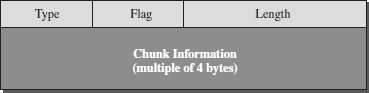 Type Flag Length
Chunk Information
(multiple of 4 bytes)